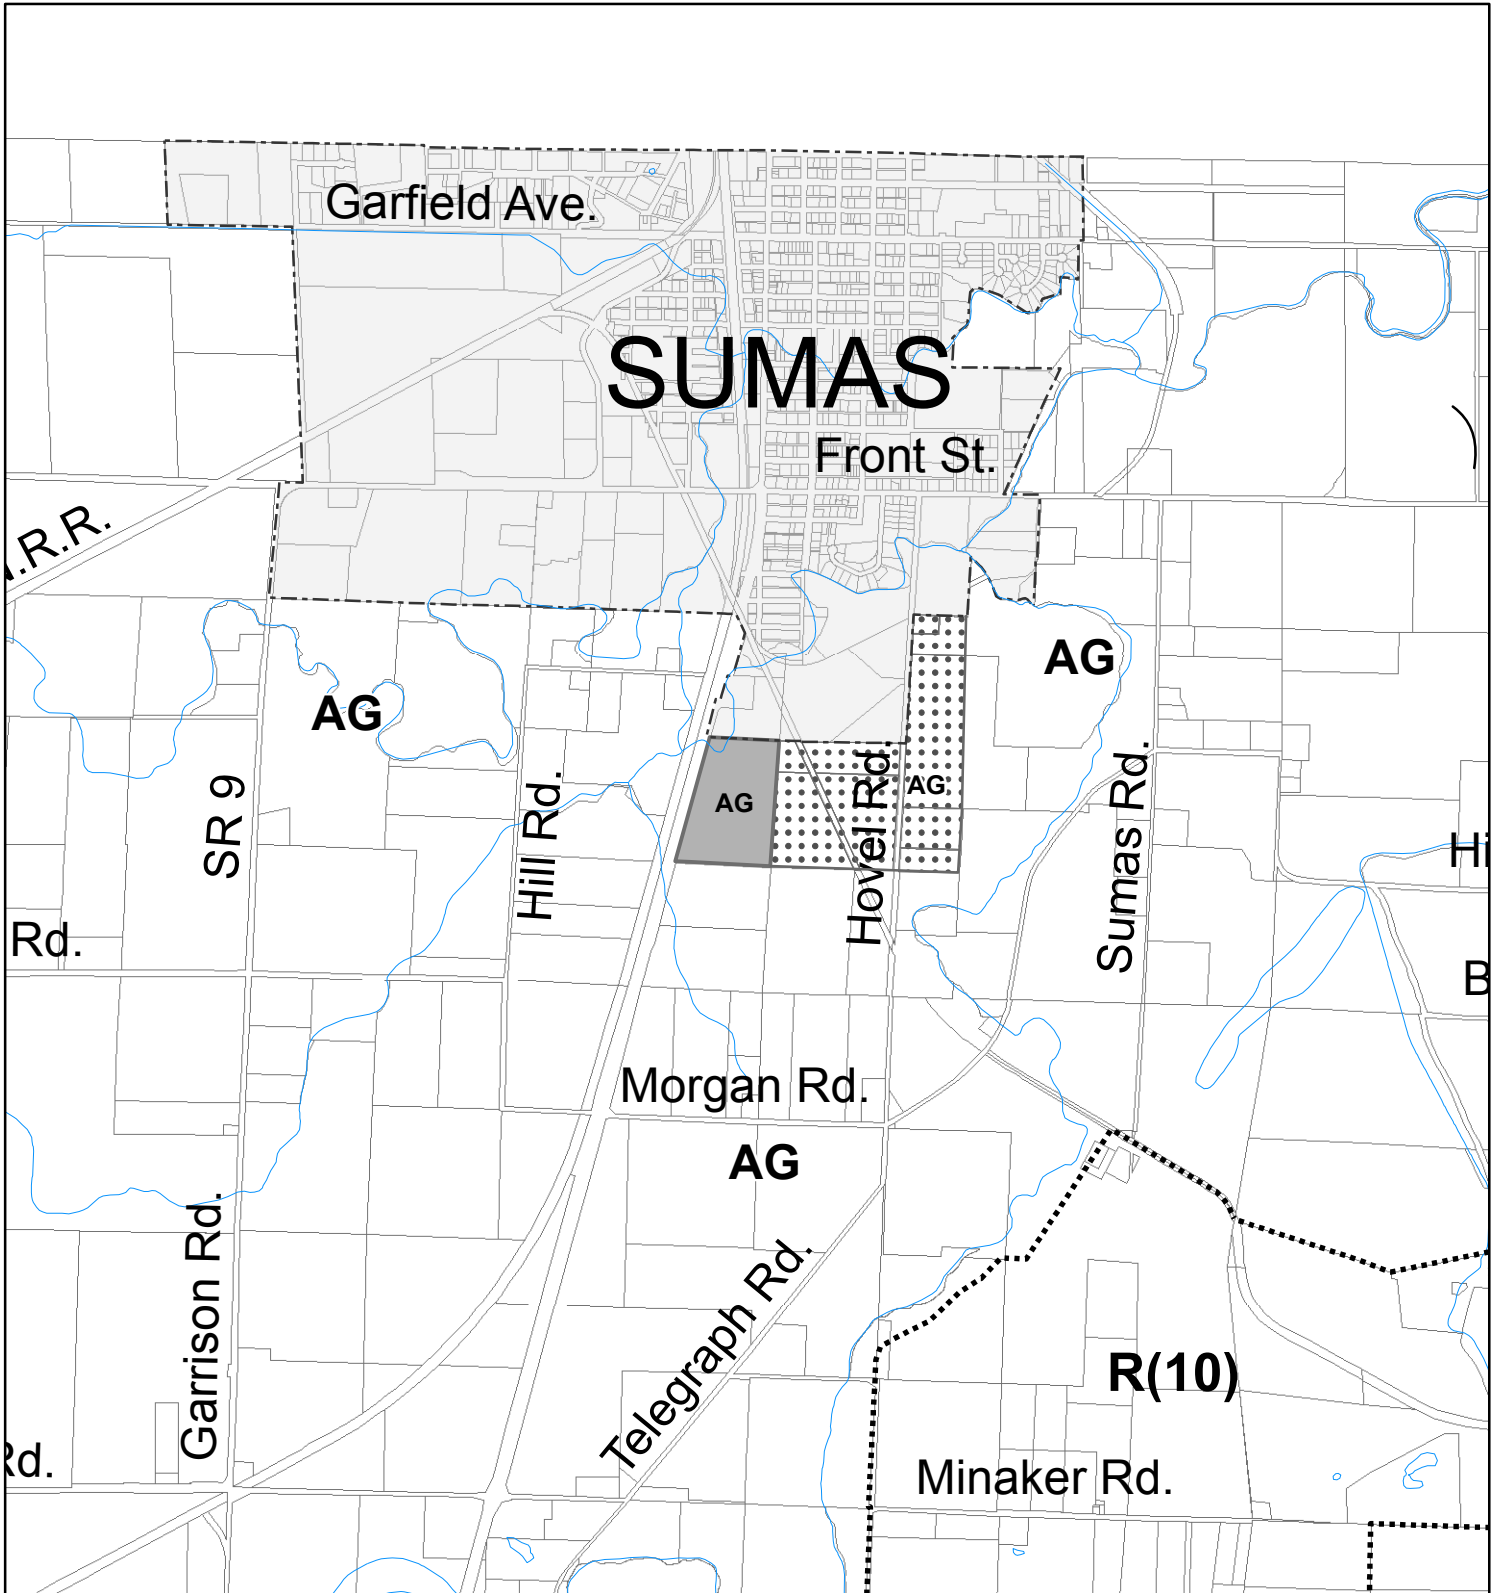 Garfield Ave.
SUMAS
Front St.
.R.R.
AG
AG
SR 9
Hill Rd.
AG
Hovel Rd.
AG
Sumas Rd.
Hi
Rd.
B
Morgan Rd.
AG
Garrison Rd.
Telegraph Rd.
R(10)
Rd.
Minaker Rd.